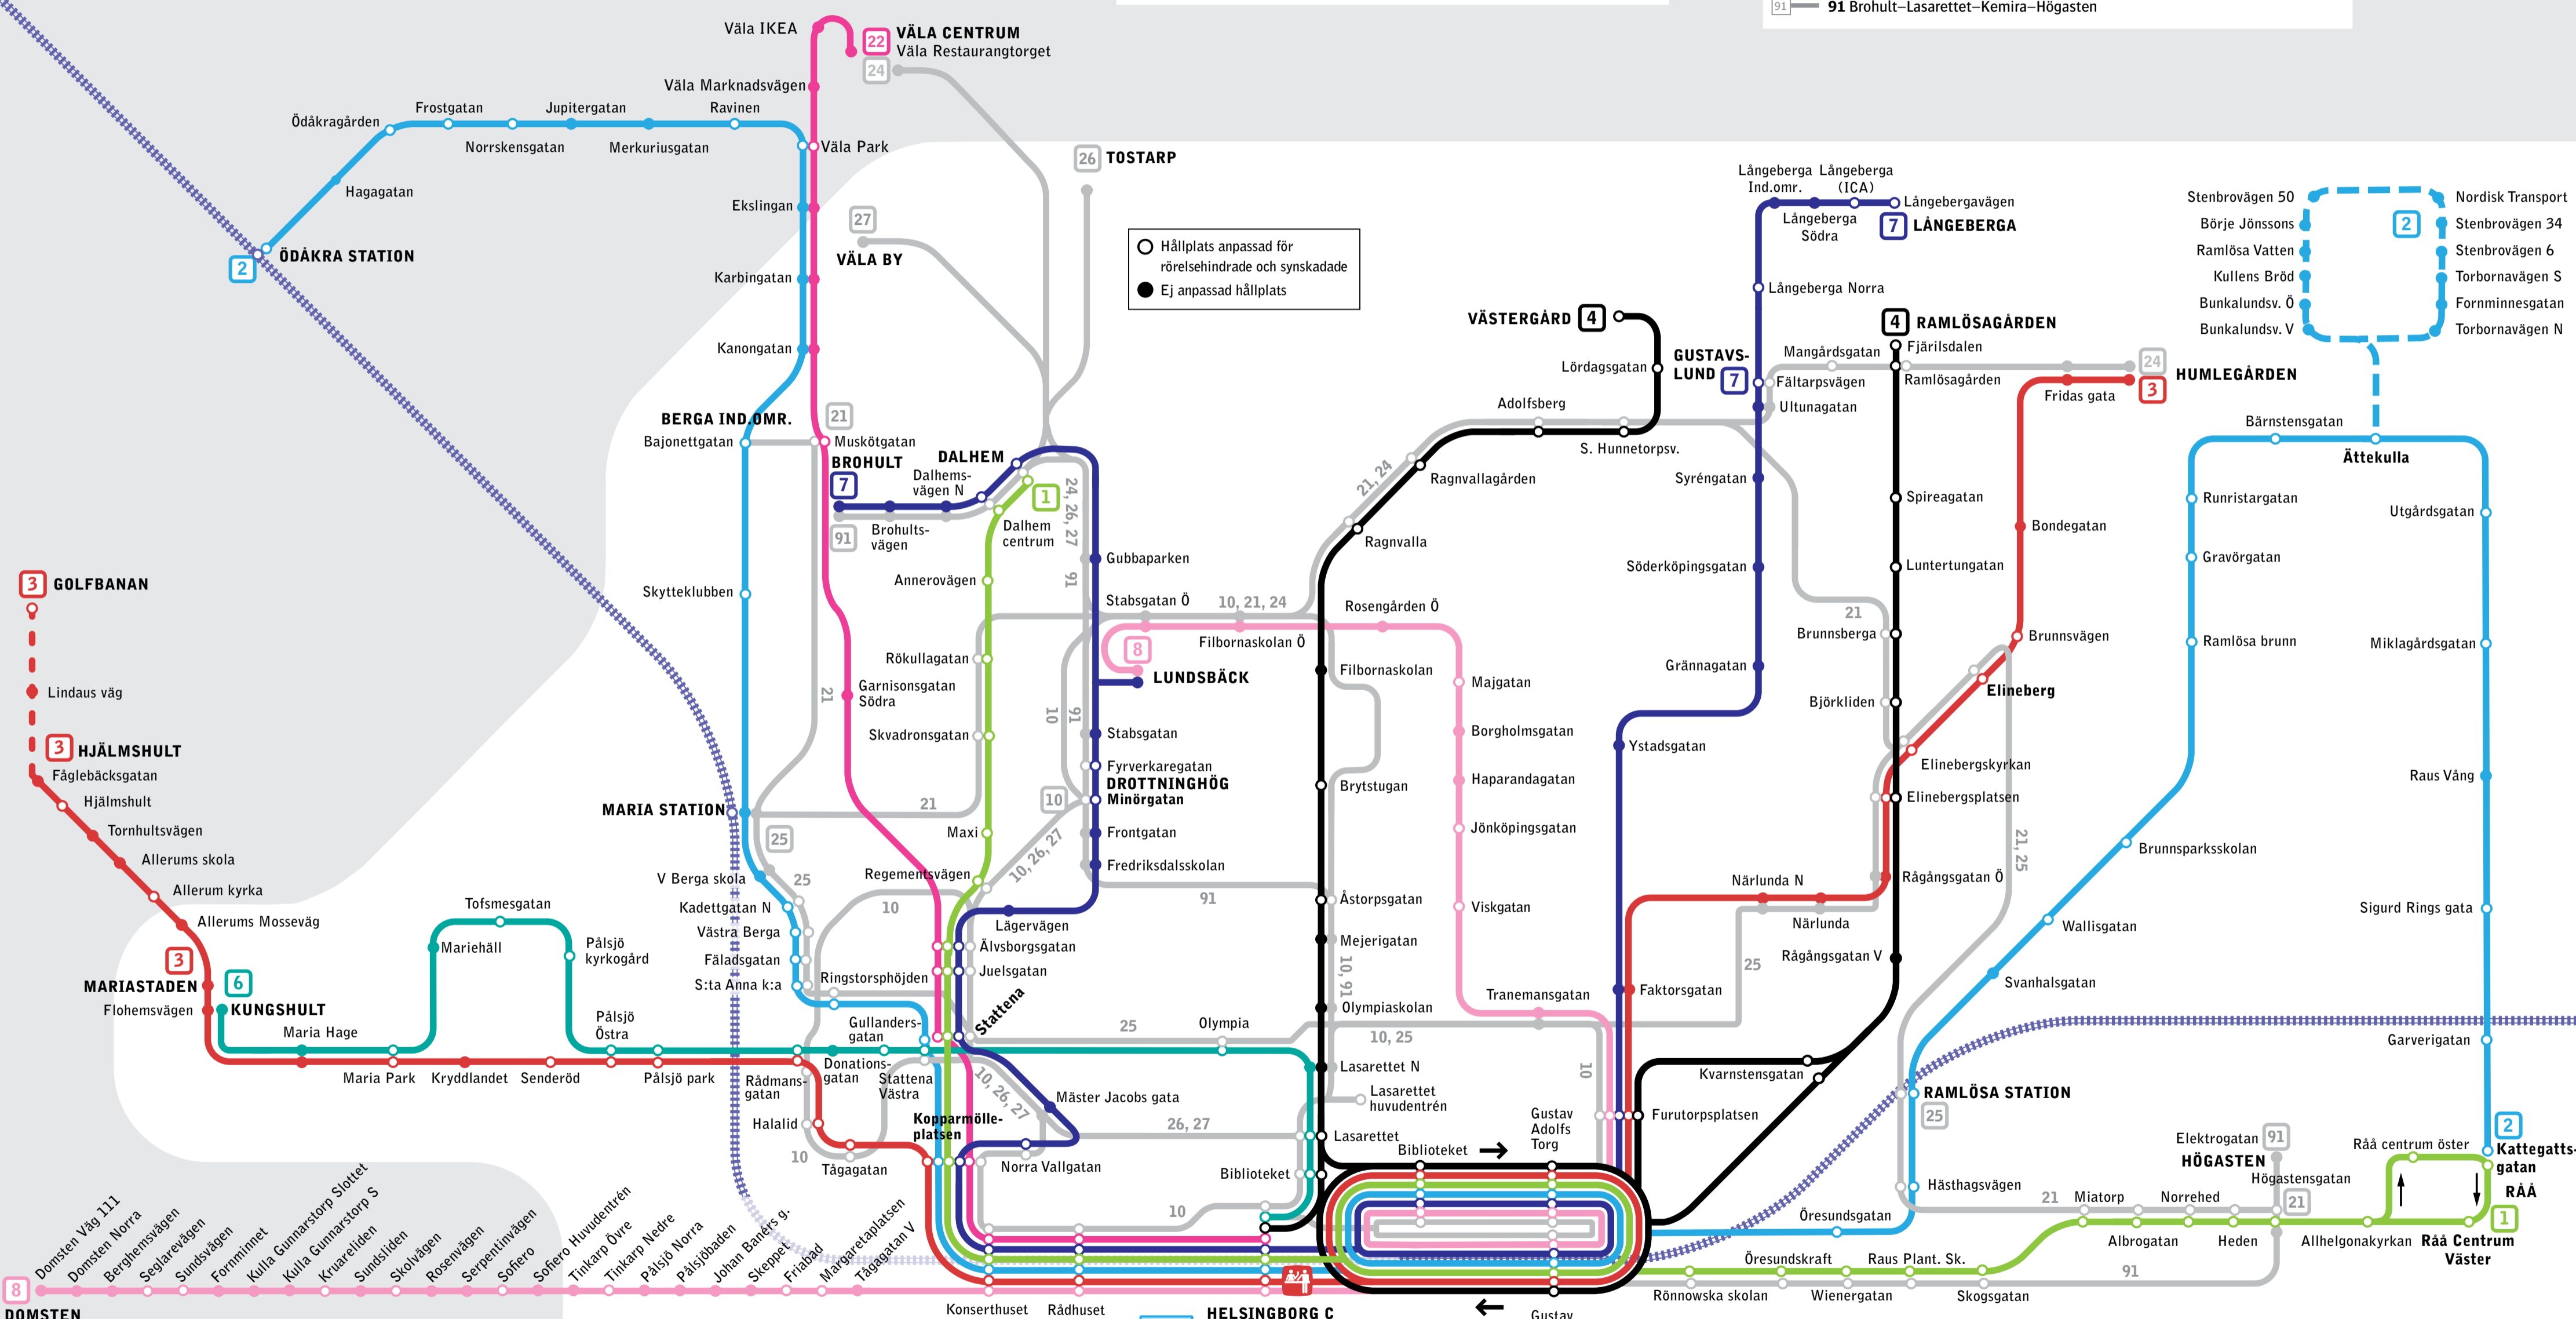 91 91 Brohult–Lasarettet–Kemira–Högasten
Väla IKEA
22 VÄLA CENTRUM
Väla Restaurangtorget
24
Väla Marknadsvägen
Ödåkragården
Frostgatan
Jupitergatan
Ravinen
Norrskensgatan
Merkuriusgatan
Väla Park
Hagagatan
Ekslingan
2 ÖDÅKRA STATION
Karbingatan
Kanongatan
27
VÄLA BY
26 TOSTARP
Hållplats anpassad för
rörelsehindrade och synskadade
Ej anpassad hållplats
BERGA IND.OMR.
Bajonettgatan
21
Muskötgatan
BROHULT
7
91
Dalhems-
vägen N
Brohults-
vägen
DALHEM
1
Dalhem
centrum
24, 26, 27
91
Gubbaparken
Annerovägen
Skytteklubben
Stabsgatan Ö
10, 21, 24
Filbornaskolan Ö
Rosengården Ö
8
LUNDSBÄCK
Rökullagatan
Garnisonsgatan
Södra
21
Skvadronsgatan
10
91
Stabsgatan
Fyrverkaregatan
DROTTNINGHÖG
10 Minörgatan
Frontgatan
Fredriksdalsskolan
MARIA STATION
21
Maxi
10, 26, 27
25
25
V Berga skola
Regementsvägen
10
91
Kadettgatan N
Västra Berga
Fäladsgatan
S:ta Anna k:a
Ringstorphöjden
Lägervägen
Älvsborgsgatan
Juelsgatan
Stattena
Gullanders-
gatan
3 GOLFBANAN
Lindaus väg
3 HJÄLMSHULT
Fåglebäcksgatan
Hjälmshult
Tornhultsvägen
Allerums skola
Allerum kyrka
Allerums Mosseväg
3
MARIASTADEN
Flohemsvägen
6
KUNGSHULT
Maria Hage
Mariehäll
Tofsmesgatan
Pålsjö
kyrkogård
Pålsjö
Östra
Maria Park
Kryddlandet
Senderöd
Pålsjö park
Rådmans-
gatan
Donations-
gatan
Stattena
Västra
Halalid
10
Tågagatan
Kopparmölle-
platsen
10, 26, 27
Mäster Jacobs gata
Norra Vallgatan
26, 27
25
Olympia
10, 25
VÄSTERGÅRD 4
Lördagsgatan
Adolfsberg
S. Hunnetorpsv.
21, 24
Ragnvallagården
Ragnvalla
Filbornaskolan
Brytstugan
Åstorpsgatan
Mejerigatan
10, 91
Olympiaskolan
Lasarettet N
Lasarettet
huvudentrén
Lasarettet
Biblioteket
Biblioteket
Majgatan
Borgholmsgatan
Haparandagatan
Jönköpingsgatan
Viskgatan
Tranemansgatan
10
Gustav
Adolfs
Torg
Långeberga
Ind.omr.
Långeberga
(ICA)
Långeberga
Södra
Långebergavägen
7 LÅNGEBERGA
Långeberga Norra
GUSTAVS-
LUND 7
Fältarpsvägen
Ultunagatan
Mangårdsgatan
Syréngatan
Söderköpingsgatan
Grännagatan
Ystadsgatan
4 RAMLÖSAGÅRDEN
Fjärilsdalen
Ramlösagården
24
3
HUMLEGÅRDEN
Fridas gata
Spireagatan
Bondegatan
Luntertungatan
21
Brunnsberga
Brunnsvägen
Björkliden
Elineberg
Elinebergskyrkan
Elinebergsplatsen
21, 25
Rågångsgatan Ö
Närlunda N
Närlunda
25
Rågångsgatan V
Faktorsgatan
Kvarnstensgatan
Furutorpsplatsen
Stenbrovägen 50
Börje Jönssons
Ramlösa Vatten
Kullens Bröd
Bunkalundsv. Ö
Bunkalundsv. V
2
Nordisk Transport
Stenbrovägen 34
Stenbrovägen 6
Torbornavägen S
Fornminnesgatan
Torbornavägen N
Bärnstensgatan
Ättekulla
Runristargatan
Utgårdsgatan
Gravörgatan
Ramlösa brunn
Miklagårdsgatan
Raus Vång
Brunnsparksskolan
Wallisgatan
Sigurd Rings gata
Svanhalsgatan
Garverigatan
RAMLÖSA STATION
25
Hästhagsvägen
Öresundsgatan
Elektrogatan 91
HÖGASTEN
Högastensgatan
21
21
Miatorp
Norrehed
Råå centrum öster
2
Kattegatts-
gatan
RÅÅ
1
Albrogatan
Heden
Allhelgonakyrkan
Råå Centrum
Väster
Öresundskraft
Raus Plant. Sk.
91
Rönnowska skolan
Wienergatan
Skogsgatan
8
DOMSTEN
Domsten Väg 111
Domsten Norra
Berghemsvägen
Seglarevägen
Sundsvägen
Fornminnet
Kulla Gunnarstorp Slottet
Kulla Gunnarstorp S
Kruareliden
Sundsliden
Skolvägen
Rosenvägen
Serpentinvägen
Sofiero
Sofiero Huvudentrén
Tinkarp Övre
Tinkarp Nedre
Pålsjö Norra
Pålsjöbaden
Johan Banérs g.
Skeppet
Friabad
Margaretaplatsen
Tågagatan V
10
Konserthuset
Rådhuset
HELSINGBORG C
Gustav